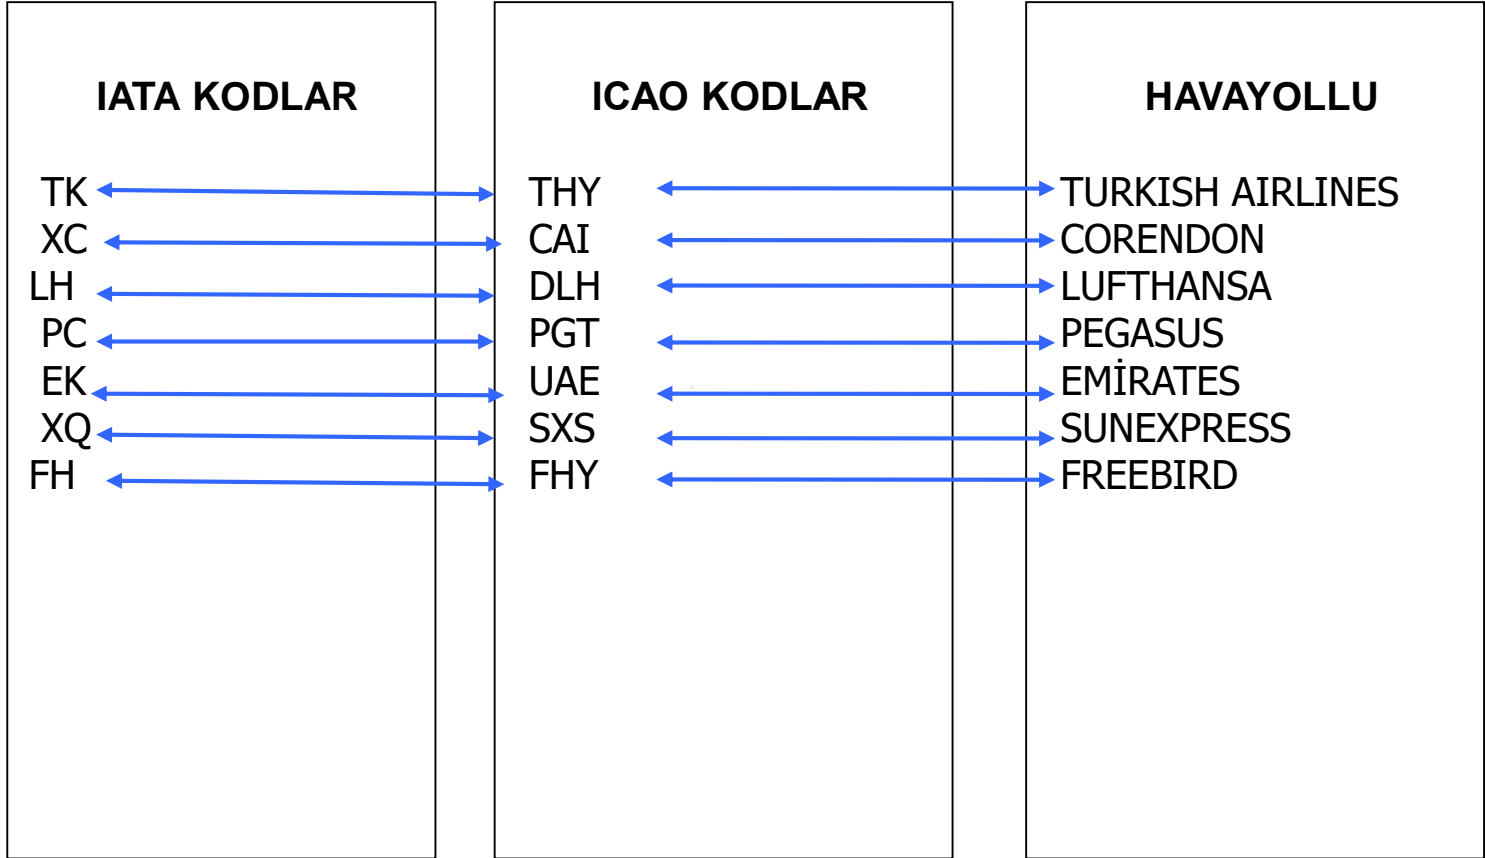 IATA KODLAR
TK
XC
LH
PC
EK
XQ
FH
ICAO KODLAR
THY
CAI
DLH
PGT
UAE
SXS
FHY
HAVAYOLLU
TURKISH AIRLINES
CORENDON
LUFTHANSA
PEGASUS
EMİRATES
SUNEXPRESS
FREEBIRD